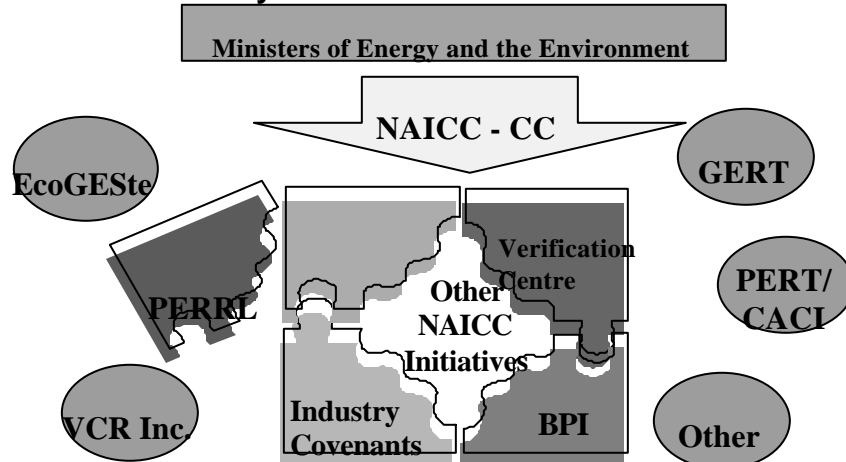 Ministers of Energy and the Environment
NAICC - CC
EcoGESte
GERT
Verification
Centre
PERRL
Other
NAICC
Initiatives
PERT/
CACI
VCR Inc.
Industry
Covenants
BPI
Other